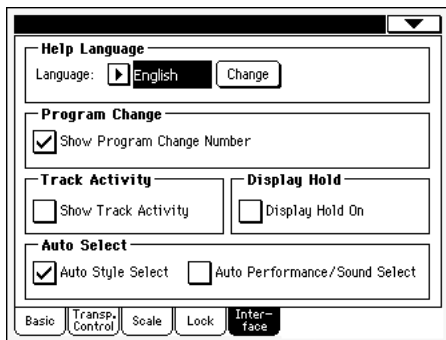 Help Language
Language: English Change
Program Change
Show Program Change Number
Track Activity Display Hold
Show Track Activity Display Hold On
Auto Select
Auto Style Select Auto Performance/Sound Select
Basic Transp. Control Scale Lock Inter-face